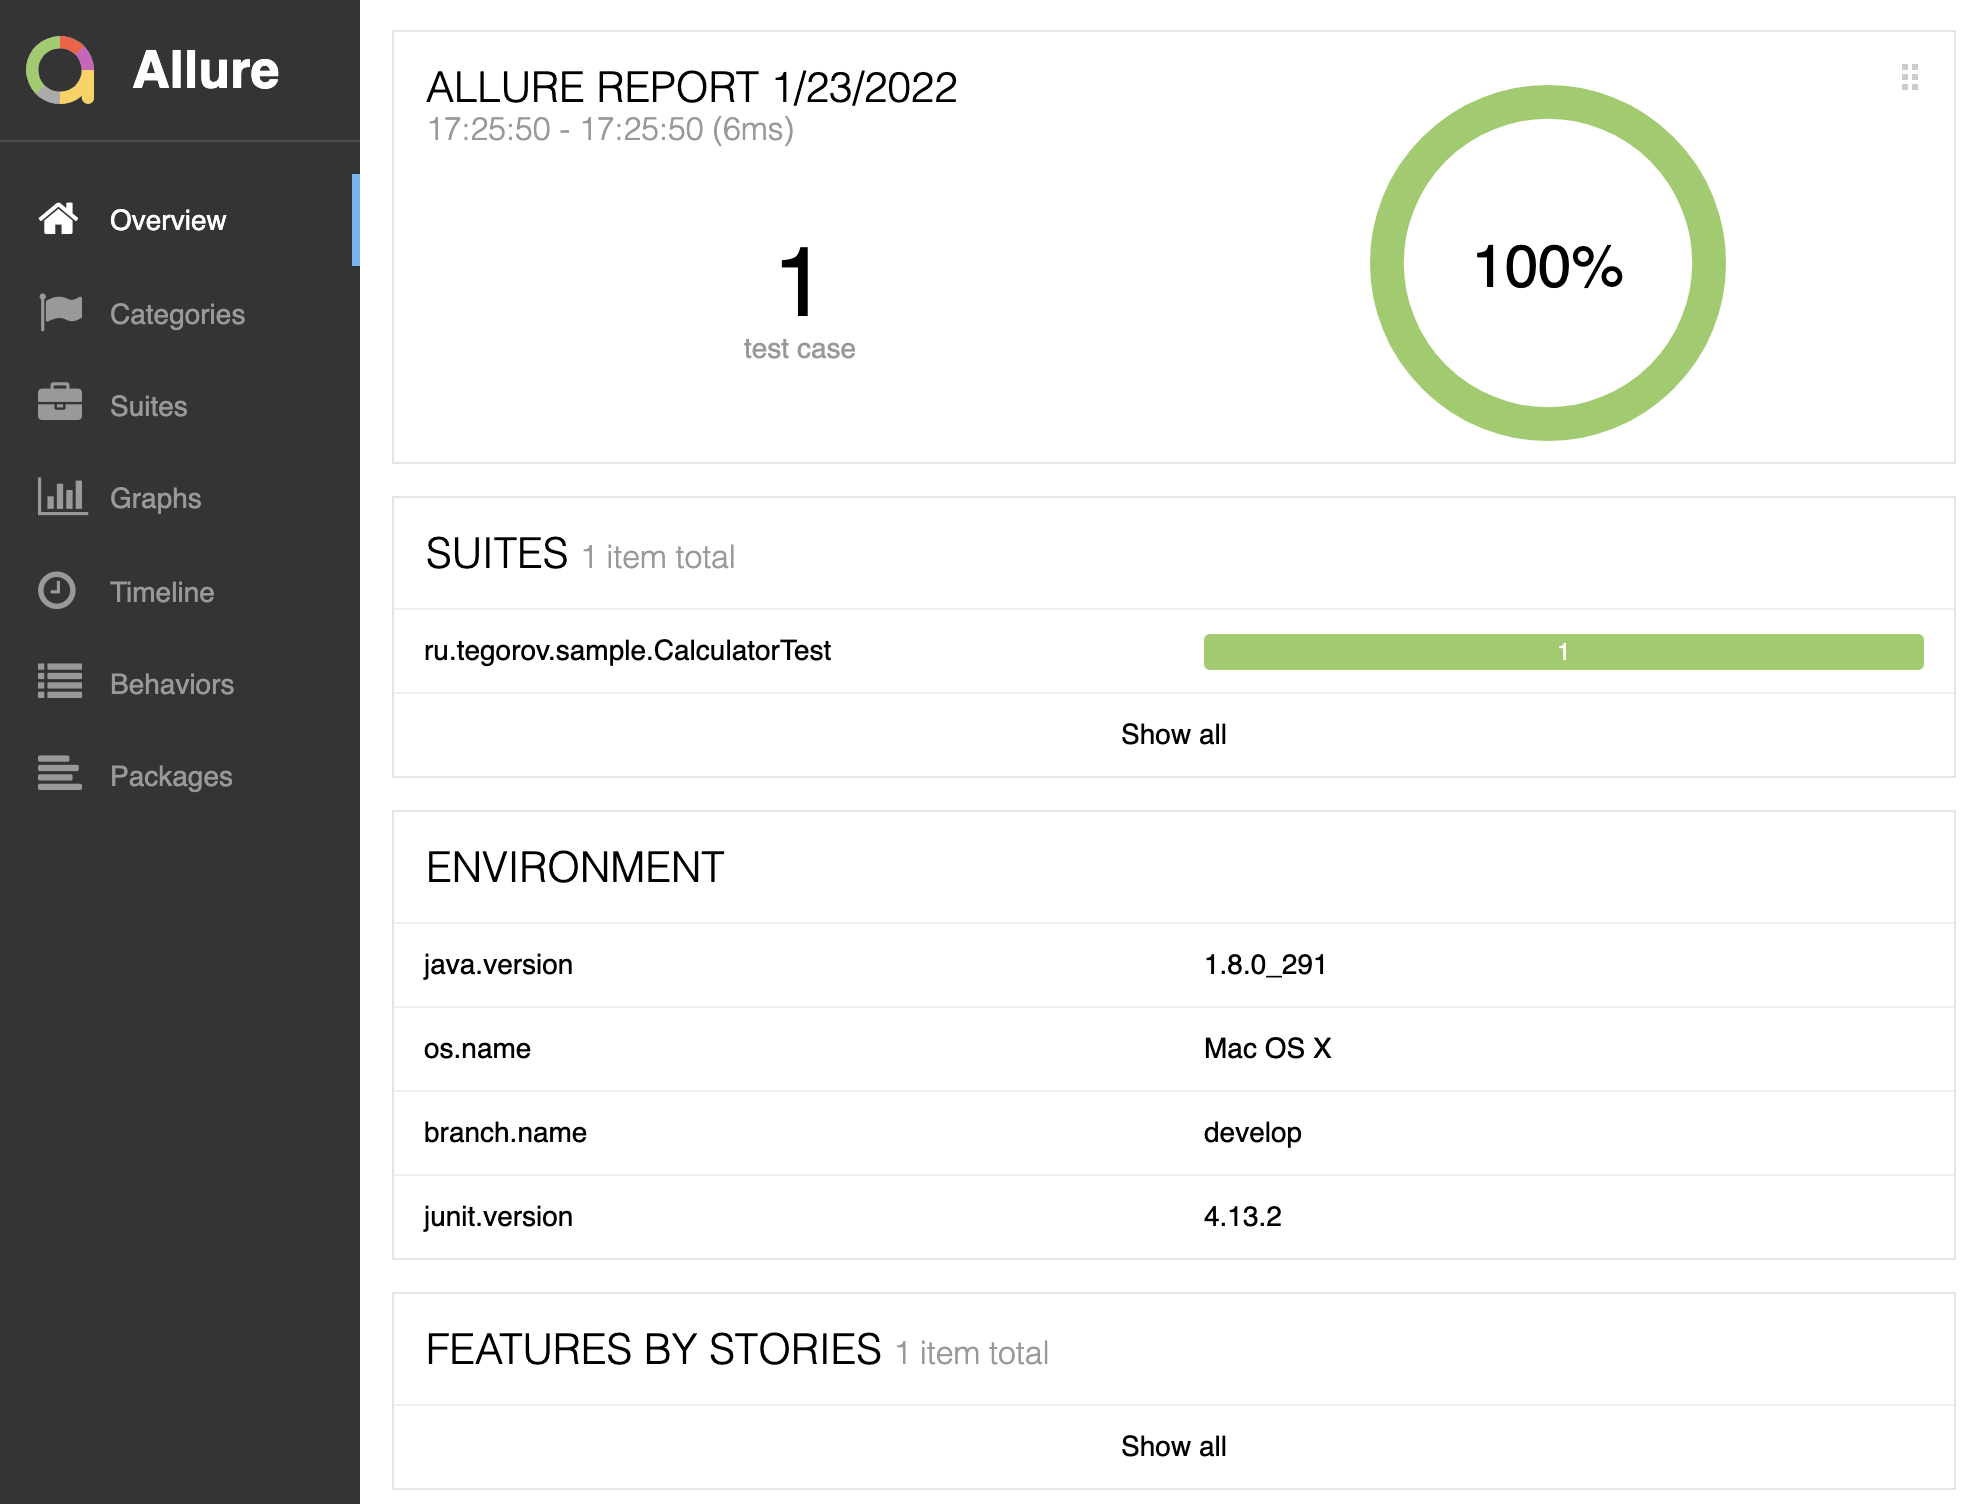 Allure
Overview
Categories
Suites
Graphs
Timeline
Behaviors
Packages
ALLURE REPORT 1/23/2022
17:25:50 - 17:25:50 (6ms)
1
test case
100%
SUITES 1 item total
ru.tegorov.sample.CalculatorTest 1
Show all
ENVIRONMENT
java.version 1.8.0_291
os.name Mac OS X
branch.name develop
junit.version 4.13.2
FEATURES BY STORIES 1 item total
Show all